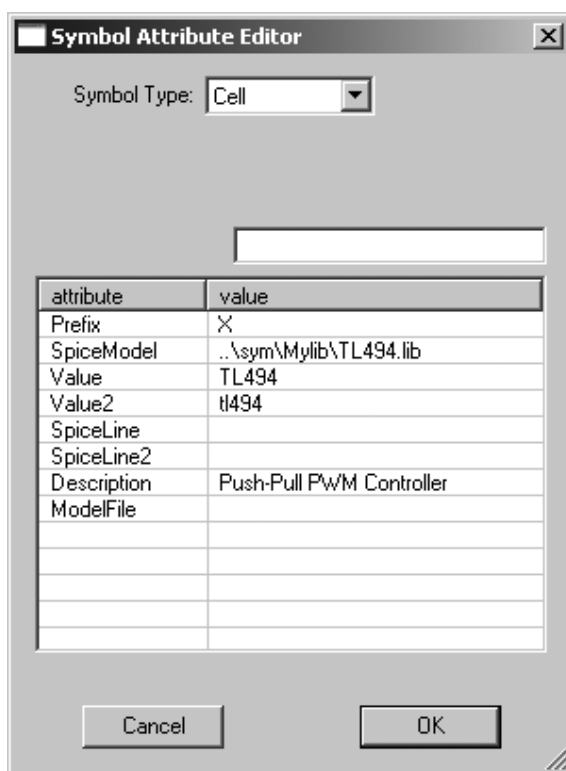 Symbol Attribute Editor
Symbol Type: Cell
attribute value
Prefix X
SpiceModel ..\sym\Mylib\TL494.lib
Value TL494
Value2 tl494
SpiceLine
SpiceLine2
Description Push-Pull PWM Controller
ModelFile
Cancel OK